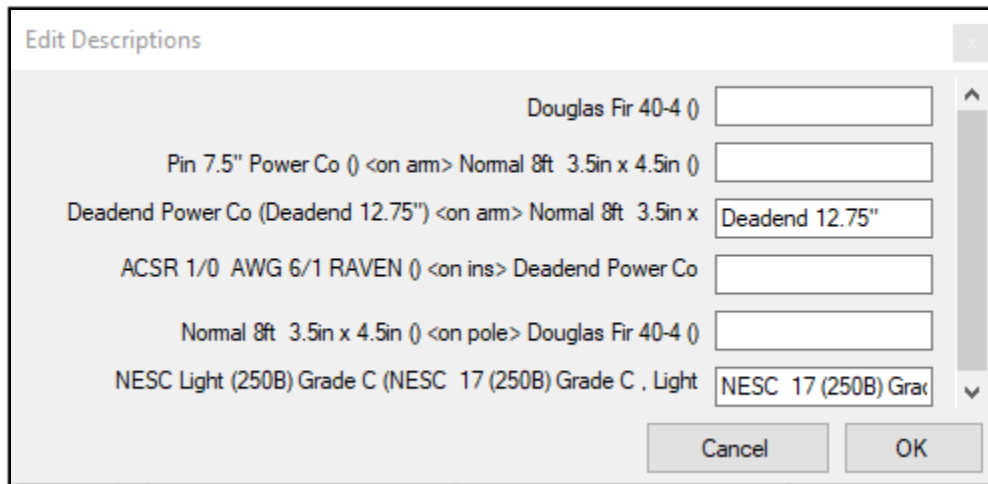 Edit Descriptions
x
Douglas Fir 40-4 ()
Pin 7.5" Power Co () <on arm> Normal 8ft  3.5in x 4.5in ()
Deadend Power Co (Deadend 12.75") <on arm> Normal 8ft  3.5in x
Deadend 12.75"
ACSR 1/0  AWG 6/1 RAVEN () <on ins> Deadend Power Co
Normal 8ft  3.5in x 4.5in () <on pole> Douglas Fir 40-4 ()
NESC Light (250B) Grade C (NESC  17 (250B) Grade C , Light
NESC  17 (250B) Grad
Cancel
OK